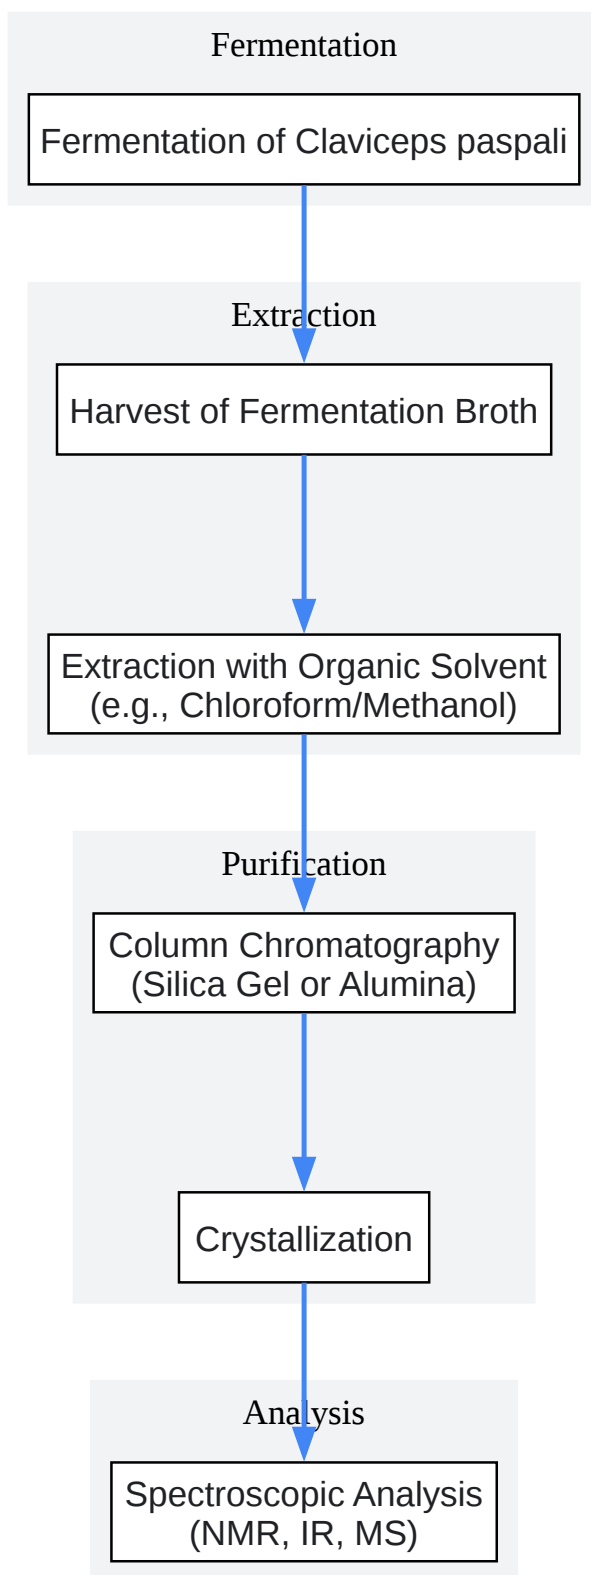 Fermentation
Fermentation of Claviceps paspali
Extraction
Harvest of Fermentation Broth
Extraction with Organic Solvent
(e.g., Chloroform/Methanol)
Purification
Column Chromatography
(Silica Gel or Alumina)
Crystallization
Analysis
Spectroscopic Analysis
(NMR, IR, MS)